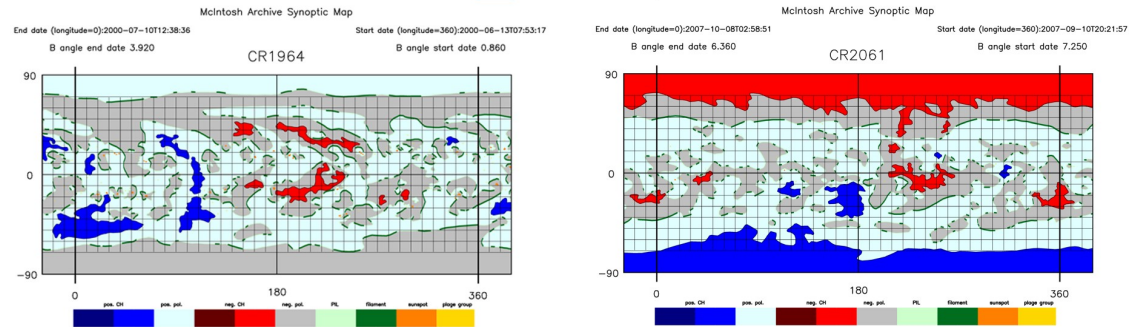 McIntosh Archive Synoptic Map
End date (longitude=0):2000-07-10T12:38:36
Start date (longitude=360):2000-06-13T07:53:17
B angle end date 3.920
B angle start date 0.860
CR1964
90
0
-90
0
180
360
pos. CH
pos. pol.
neg. CH
neg. pol.
PIL
filament
sunspot
plage group
McIntosh Archive Synoptic Map
End date (longitude=0):2007-10-08T02:58:51
Start date (longitude=360):2007-09-10T20:21:57
B angle end date 6.360
B angle start date 7.250
CR2061
90
0
-90
0
180
360
pos. CH
pos. pol.
neg. CH
neg. pol.
PIL
filament
sunspot
plage group